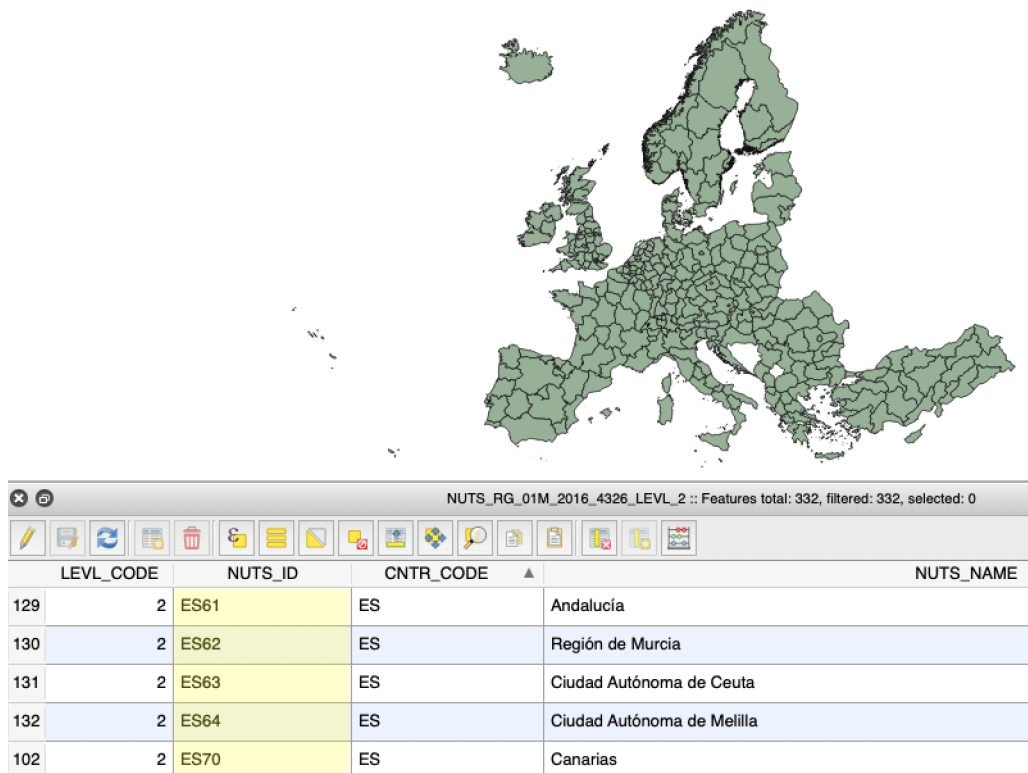 NUTS_RG_01M_2016_4326_LEVL_2 :: Features total: 332, filtered: 332, selected: 0
LEVL_CODE NUTS_ID CNTR_CODE NUTS_NAME
129 2 ES61 ES Andalucía
130 2 ES62 ES Región de Murcia
131 2 ES63 ES Ciudad Autónoma de Ceuta
132 2 ES64 ES Ciudad Autónoma de Melilla
102 2 ES70 ES Canarias